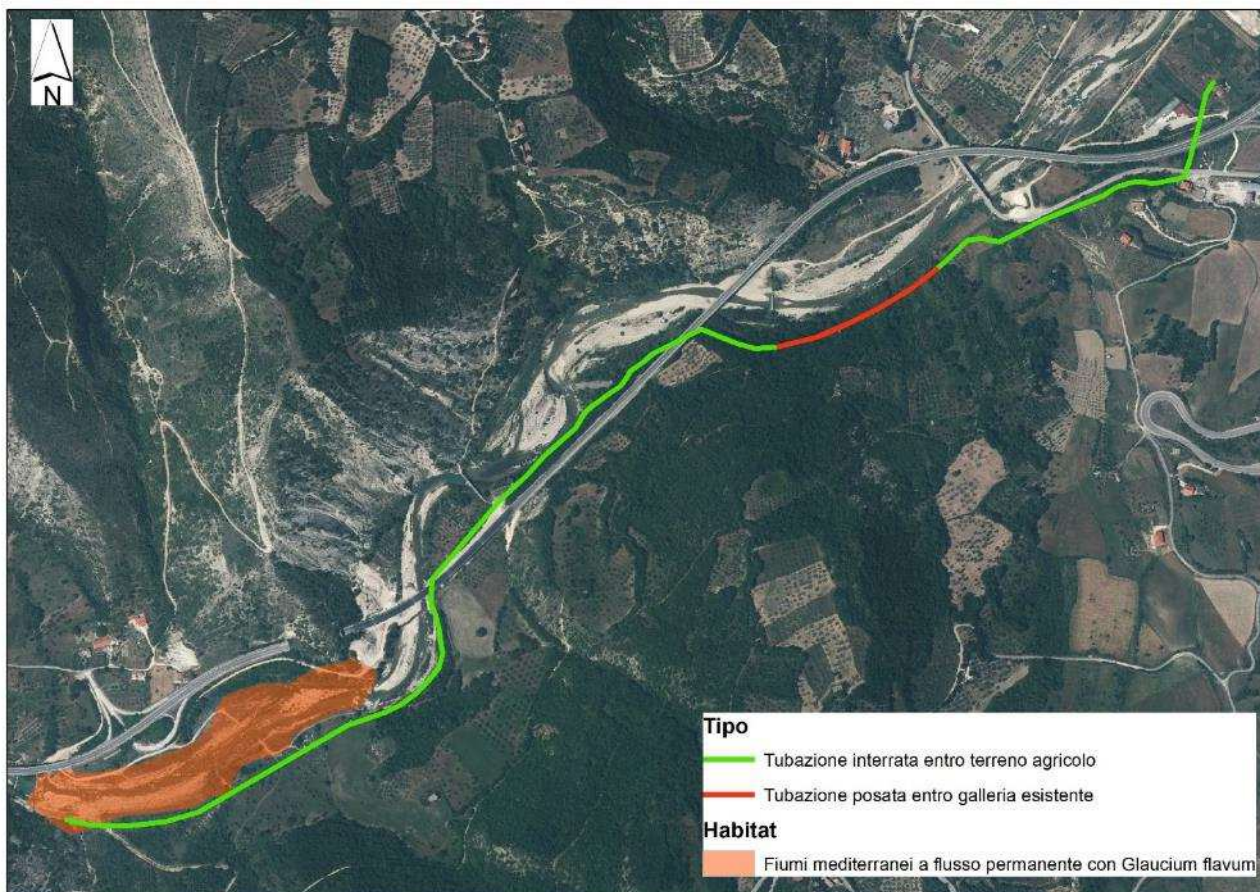 N
Tipo
Tubazione interrata entro terreno agricolo
Tubazione posata entro galleria esistente
Habitat
Fiumi mediterranei a flusso permanente con Glaucium flavum